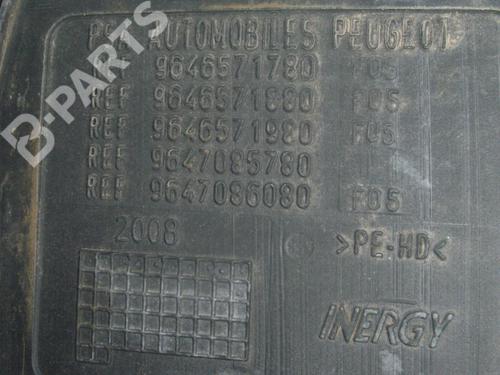 PSA AUTOMOBILES PEUGEOT
9646571780 F05
REF 9646571880 F05
REF 9646571980 F05
REF 9647085780
REF 9647086080 F05
2008 >PE-HD<
INERGY
B-PARTS